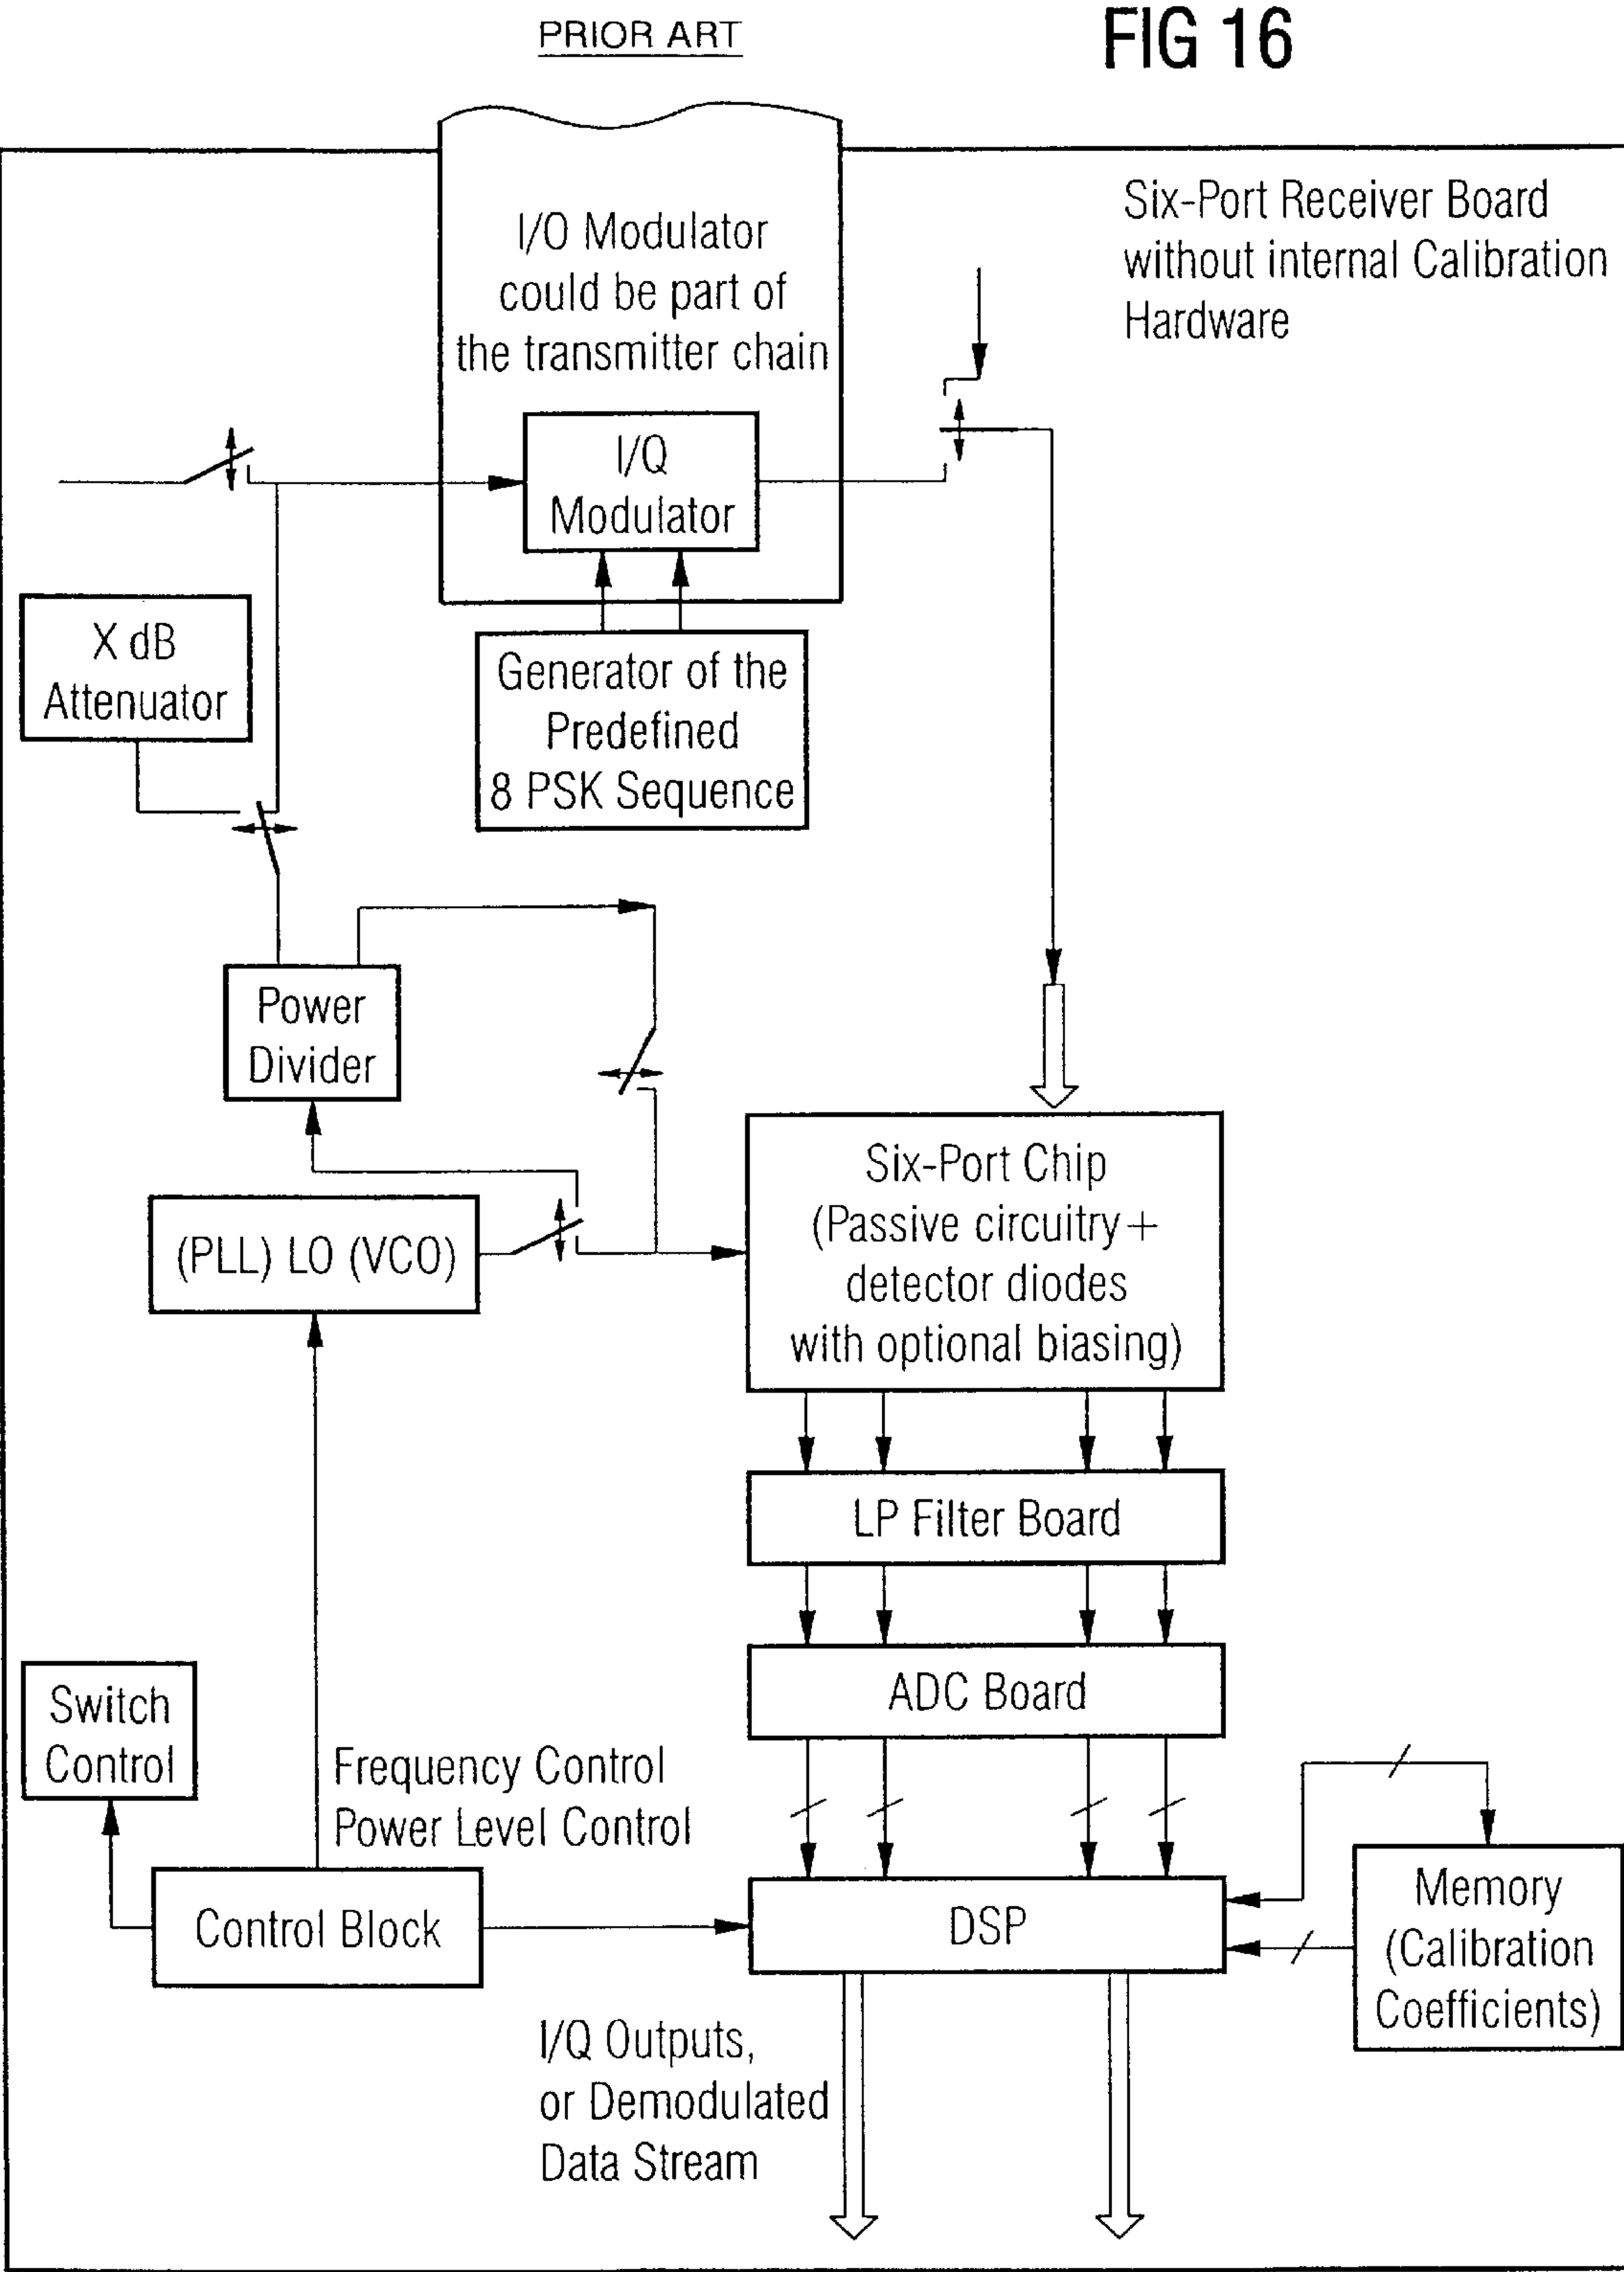 PRIOR ART
FIG 16
Six-Port Receiver Board
without internal Calibration
Hardware
I/O Modulator
could be part of
the transmitter chain
I/Q
Modulator
X dB
Attenuator
Generator of the
Predefined
8 PSK Sequence
Power
Divider
Six-Port Chip
(Passive circuitry+
detector diodes
with optional biasing)
(PLL) LO (VCO)
LP Filter Board
ADC Board
Switch
Control
Frequency Control
Power Level Control
Control Block
DSP
Memory
(Calibration
Coefficients)
I/Q Outputs,
or Demodulated
Data Stream